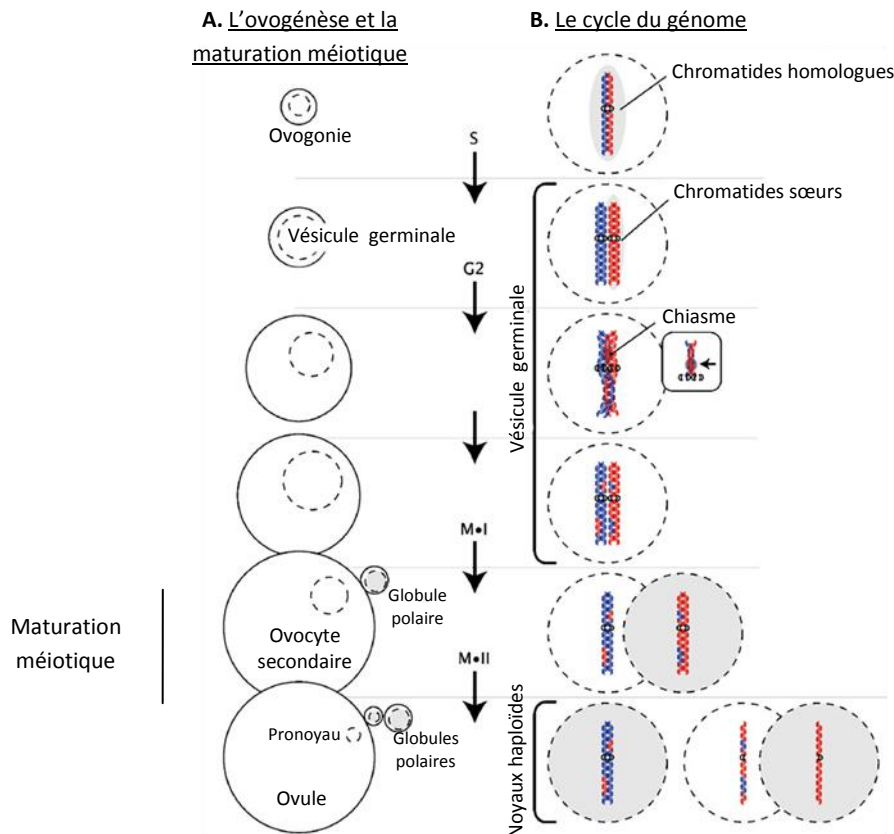 A. L’ovogénèse et la
maturation méiotique
B. Le cycle du génome
Chromatides homologues
Ovogonie
S
Chromatides sœurs
Vésicule germinale
G2
Chiasme
Vésicule germinale
M•I
Globule
polaire
Maturation
méiotique
Ovocyte
secondaire
M•II
Pronoyau
Globules
polaires
Ovule
Noyaux haploïdes